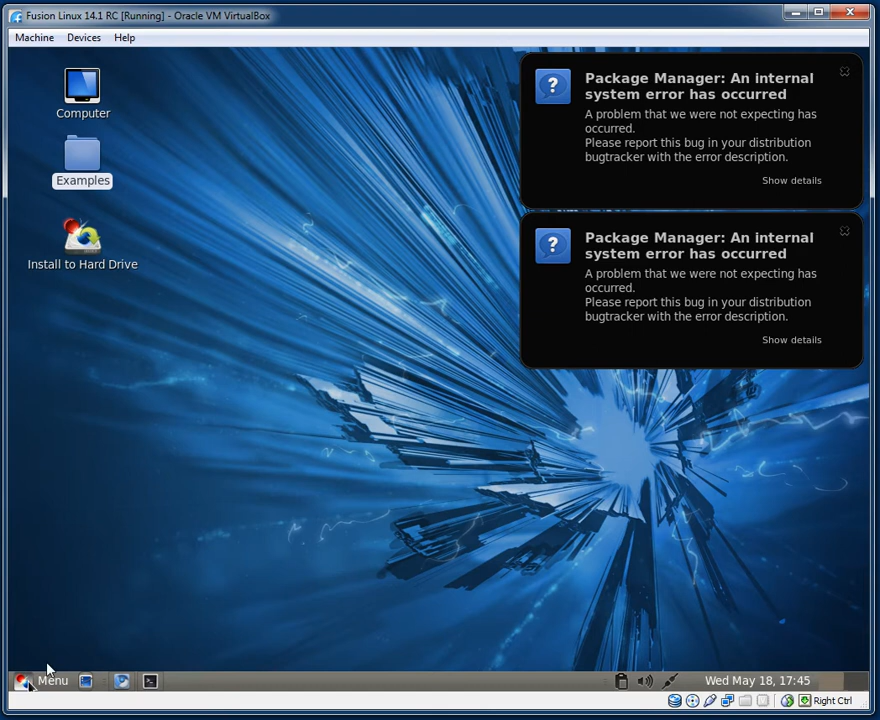 Fusion Linux 14.1 RC [Running] - Oracle VM VirtualBox
Machine Devices Help
Computer
Examples
Install to Hard Drive
Package Manager: An internal
system error has occurred
A problem that we were not expecting has
occurred.
Please report this bug in your distribution
bugtracker with the error description.
Show details
Package Manager: An internal
system error has occurred
A problem that we were not expecting has
occurred.
Please report this bug in your distribution
bugtracker with the error description.
Show details
Menu
Wed May 18, 17:45
Right Ctrl